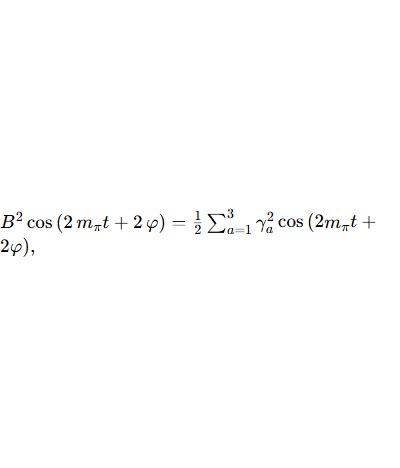 B² cos (2 m_π t + 2 φ) = ½ ∑_{a=1}^{3} γ_a² cos (2m_π t +
2φ),